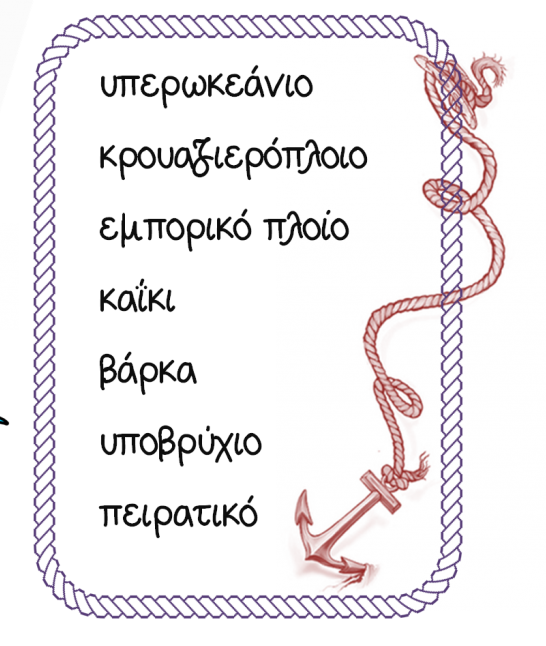 υπερωκεάνιο
κρουαζιερόπλοιο
εμπορικό πλοίο
καΐκι
βάρκα
υποβρύχιο
πειρατικό